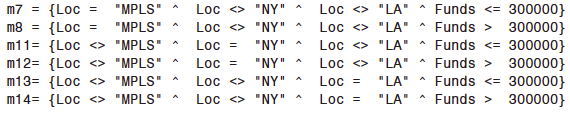 m7 = {Loc =  "MPLS" ^  Loc <> "NY" ^  Loc <> "LA" ^ Funds <= 300000}
m8 = {Loc =  "MPLS" ^  Loc <> "NY" ^  Loc <> "LA" ^ Funds >  300000}
m11= {Loc <> "MPLS" ^  Loc =  "NY" ^  Loc <> "LA" ^ Funds <= 300000}
m12= {Loc <> "MPLS" ^  Loc =  "NY" ^  Loc <> "LA" ^ Funds >  300000}
m13= {Loc <> "MPLS" ^  Loc <> "NY" ^  Loc =  "LA" ^ Funds <= 300000}
m14= {Loc <> "MPLS" ^  Loc <> "NY" ^  Loc =  "LA" ^ Funds >  300000}